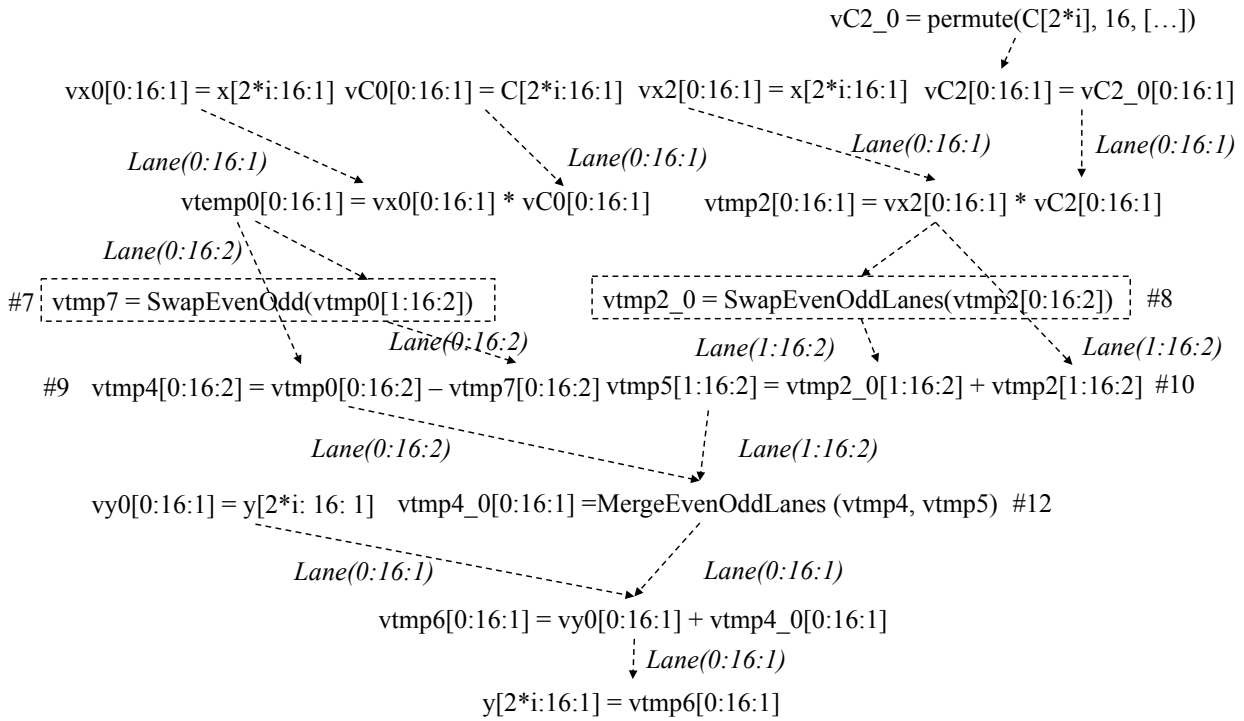 vC2_0 = permute(C[2*i], 16, […])
vx0[0:16:1] = x[2*i:16:1] vC0[0:16:1] = C[2*i:16:1] vx2[0:16:1] = x[2*i:16:1] vC2[0:16:1] = vC2_0[0:16:1]
Lane(0:16:1) Lane(0:16:1) Lane(0:16:1) Lane(0:16:1)
vtemp0[0:16:1] = vx0[0:16:1] * vC0[0:16:1] vtmp2[0:16:1] = vx2[0:16:1] * vC2[0:16:1]
Lane(0:16:2)
#7 vtmp7 = SwapEvenOdd(vtmp0[1:16:2]) vtmp2_0 = SwapEvenOddLanes(vtmp2[0:16:2]) #8
Lane(0:16:2) Lane(1:16:2) Lane(1:16:2)
#9 vtmp4[0:16:2] = vtmp0[0:16:2] – vtmp7[0:16:2] vtmp5[1:16:2] = vtmp2_0[1:16:2] + vtmp2[1:16:2] #10
Lane(0:16:2) Lane(1:16:2)
vy0[0:16:1] = y[2*i: 16: 1] vtmp4_0[0:16:1] =MergeEvenOddLanes (vtmp4, vtmp5) #12
Lane(0:16:1) Lane(0:16:1)
vtmp6[0:16:1] = vy0[0:16:1] + vtmp4_0[0:16:1]
Lane(0:16:1)
y[2*i:16:1] = vtmp6[0:16:1]